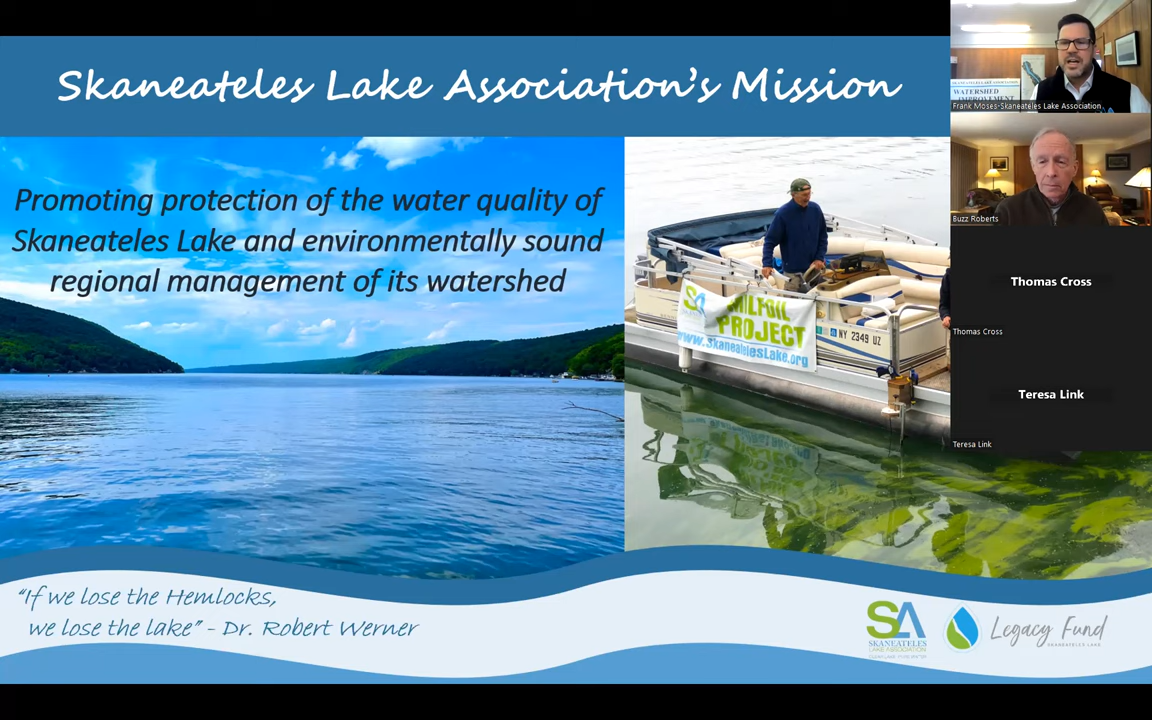 Skaneateles Lake Association's Mission
Promoting protection of the water quality of
Skaneateles Lake and environmentally sound
regional management of its watershed
MILFOIL
PROJECT
www.SkaneatelesLake.org
NY 2349 UZ
WATERSHED
Frank Moses-Skaneateles Lake Association
Buzz Roberts
Thomas Cross
Thomas Cross
Teresa Link
Teresa Link
"If we lose the Hemlocks,
we lose the lake" - Dr. Robert Werner
SLA
SKANEATELES
LAKE ASSOCIATION
Legacy Fund
SKANEATELES LAKE